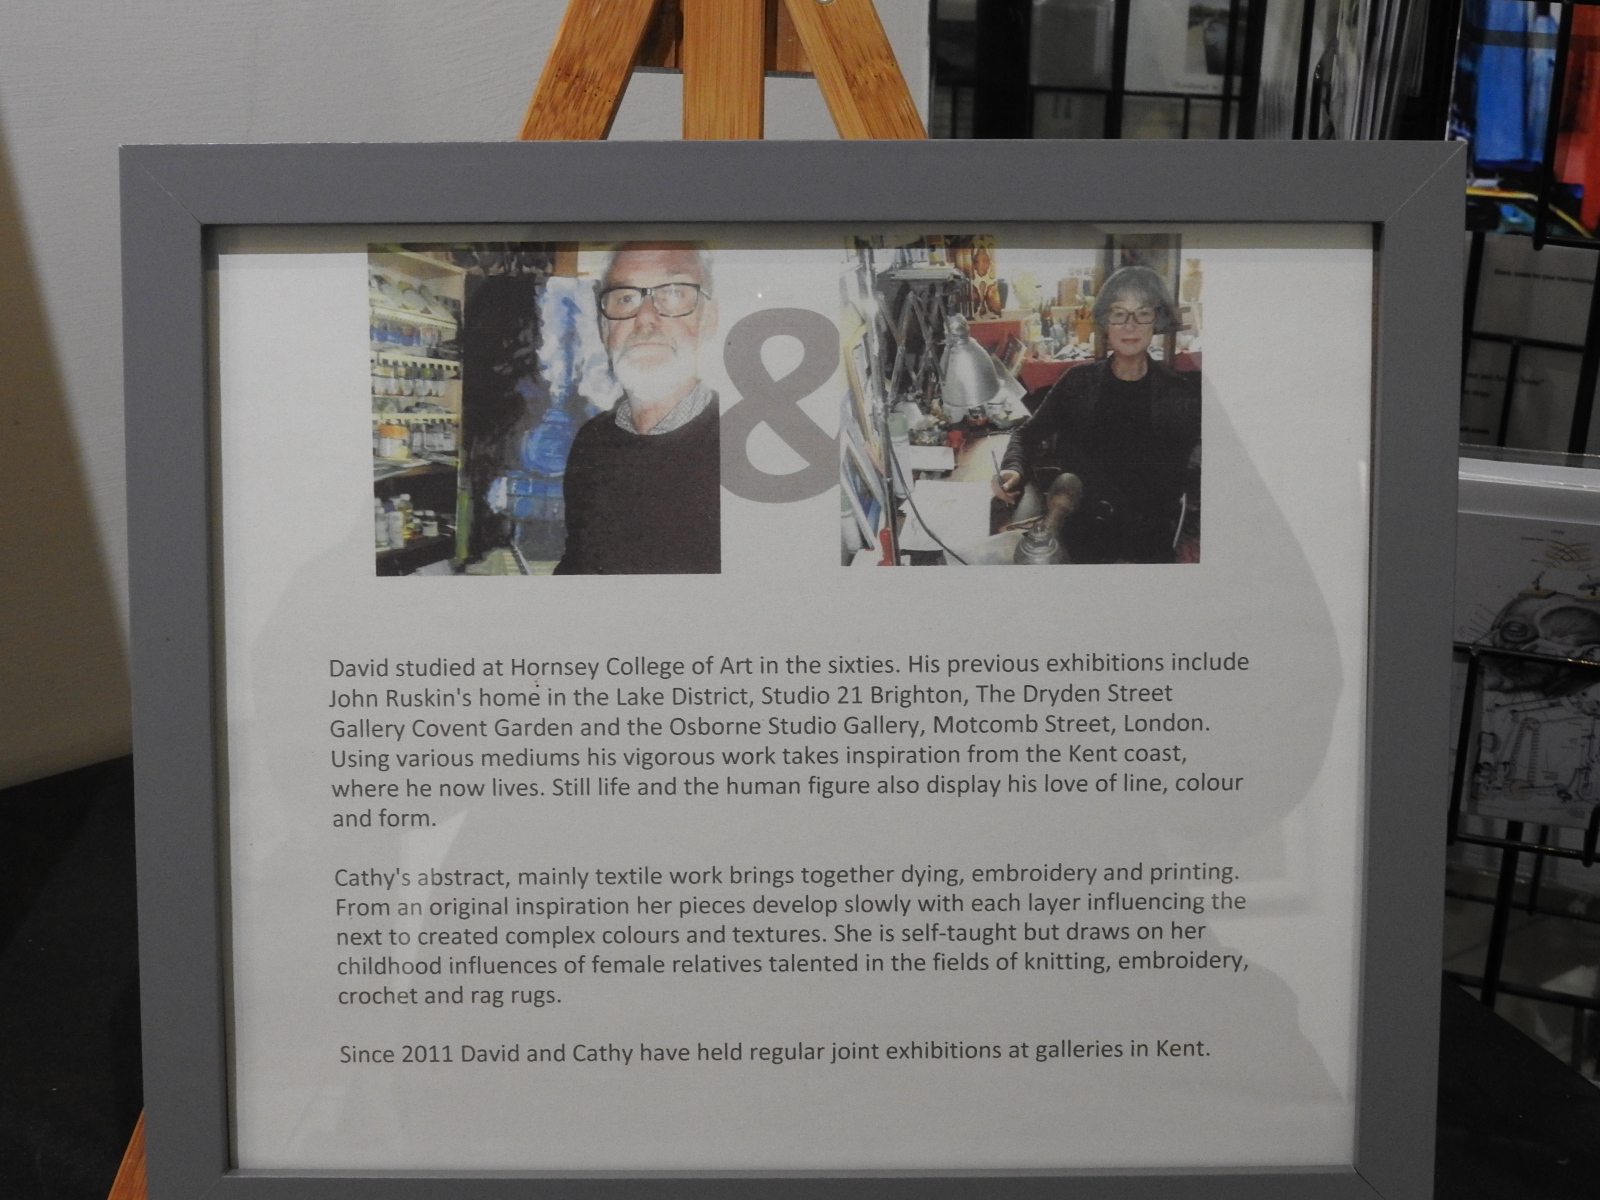 &
David studied at Hornsey College of Art in the sixties. His previous exhibitions include
John Ruskin's home in the Lake District, Studio 21 Brighton, The Dryden Street
Gallery Covent Garden and the Osborne Studio Gallery, Motcomb Street, London.
Using various mediums his vigorous work takes inspiration from the Kent coast,
where he now lives. Still life and the human figure also display his love of line, colour
and form.
Cathy's abstract, mainly textile work brings together dying, embroidery and printing.
From an original inspiration her pieces develop slowly with each layer influencing the
next to created complex colours and textures. She is self-taught but draws on her
childhood influences of female relatives talented in the fields of knitting, embroidery,
crochet and rag rugs.
Since 2011 David and Cathy have held regular joint exhibitions at galleries in Kent.